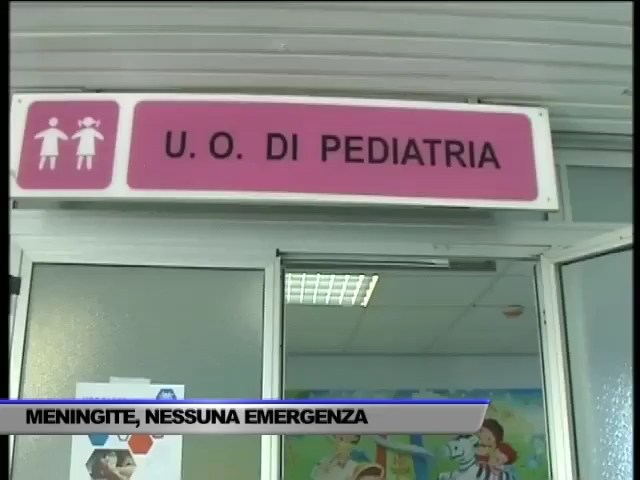 U. O. DI PEDIATRIA
MENINGITE, NESSUNA EMERGENZA